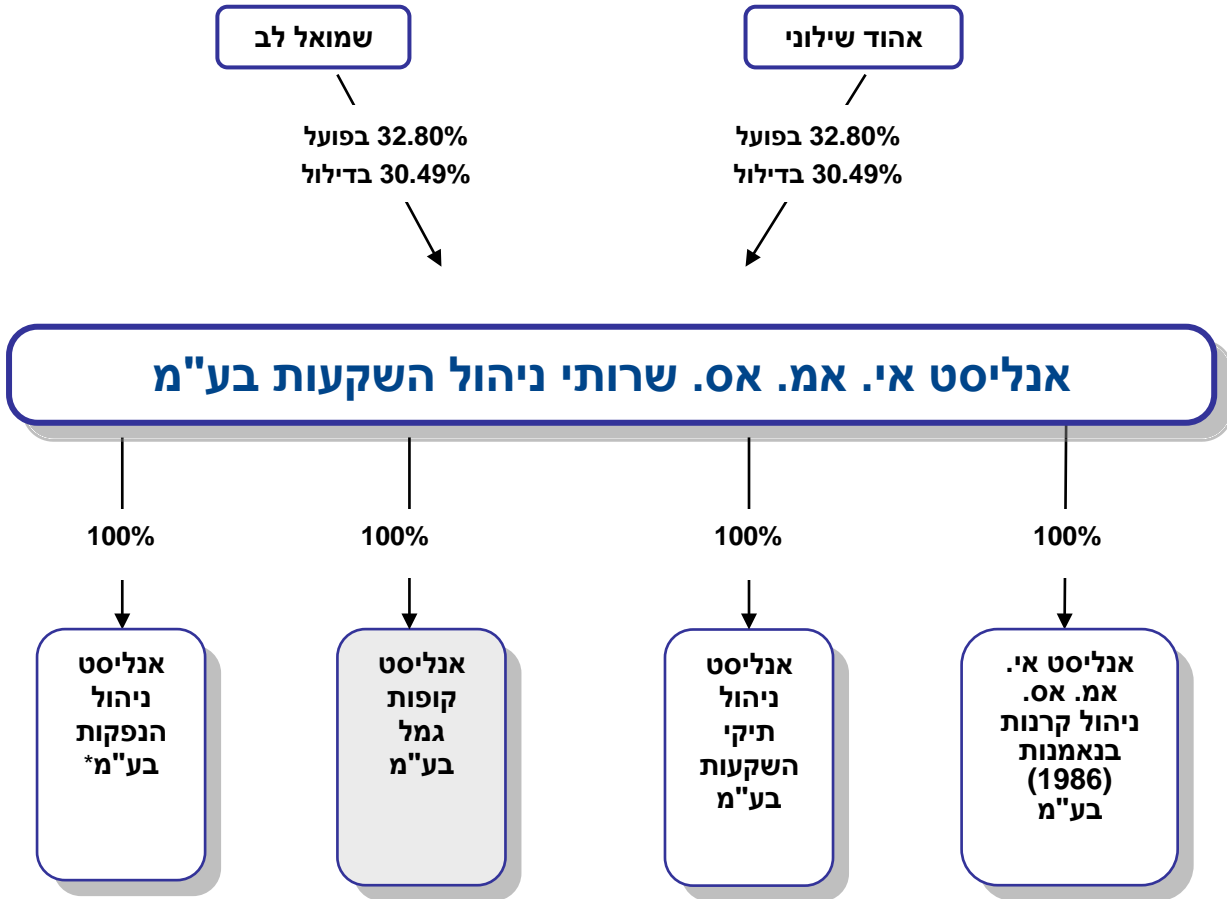 אהוד שילוני
שמואל לב
32.80% בפועל
30.49% בדילול
32.80% בפועל
30.49% בדילול
אנליסט אי. אמ. אס. שרותי ניהול השקעות בע"מ
100%
100%
100%
100%
אנליסט אי.
אמ. אס.
ניהול קרנות
בנאמנות
(1986)
בע"מ
אנליסט
ניהול
תיקי
השקעות
בע"מ
אנליסט
קופות
גמל
בע"מ
אנליסט
ניהול
הנפקות
בע"מ*